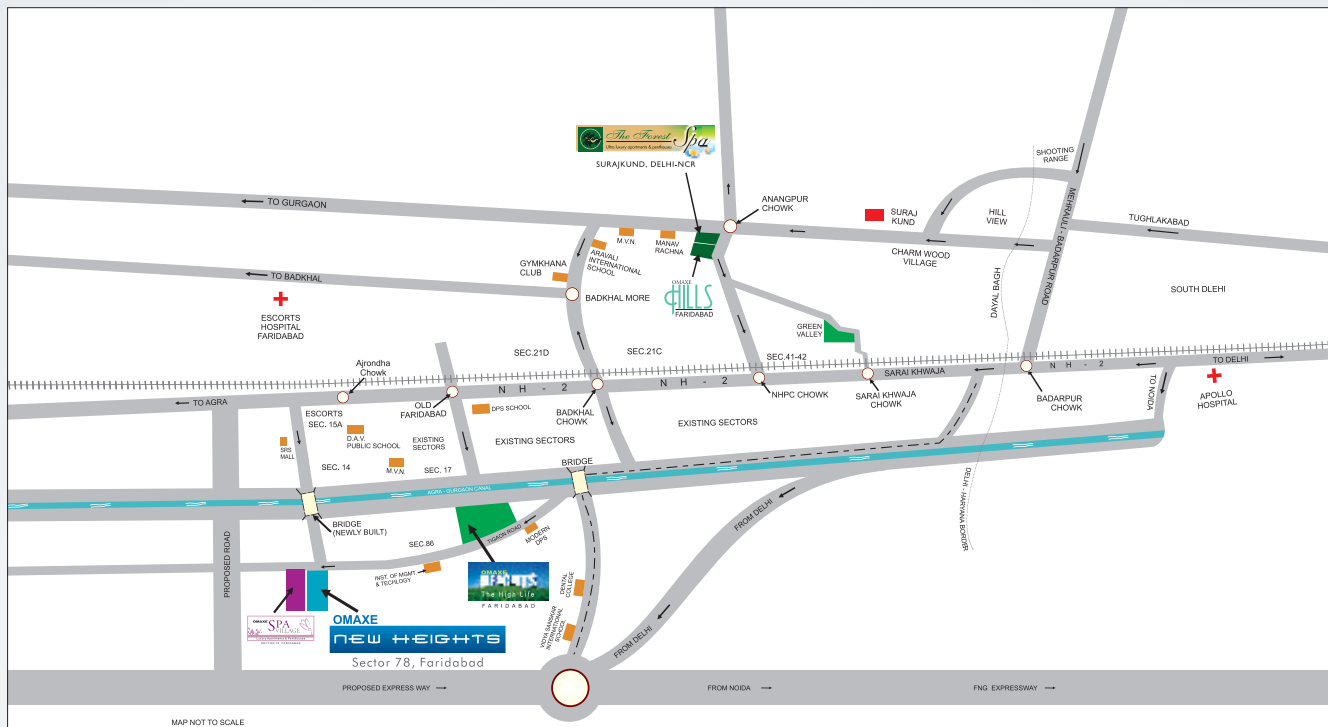 The Forest Spa
Ultra luxury apartments & penthouses
SURAJKUND, DELHI-NCR
SHOOTING
RANGE
MEHRAULI - BADARPUR ROAD
TO GURGAON
ANANGPUR
CHOWK
SURAJ
KUND
HILL
VIEW
TUGHLAKABAD
M.V.N.
MANAV
RACHNA
ARAVALI
INTERNATIONAL
SCHOOL
CHARM WOOD
VILLAGE
GYMKHANA
CLUB
TO BADKHAL
BADKHAL MORE
OMAXE
HILLS
FARIDABAD
DAYAL BAGH
SOUTH DLEHI
ESCORTS
HOSPITAL
FARIDABAD
GREEN
VALLEY
SEC.21D
SEC.21C
SEC.41-42
Ajrondha
Chowk
TO DELHI
N H - 2
N H - 2
SARAI KHWAJA
N H - 2
TO AGRA
OLD
FARIDABAD
DPS SCHOOL
BADKHAL
CHOWK
NHPC CHOWK
SARAI KHWAJA
CHOWK
BADARPUR
CHOWK
TO NOIDA
APOLLO
HOSPITAL
ESCORTS
SEC. 15A
D.A.V.
PUBLIC SCHOOL
EXISTING
SECTORS
EXISTING SECTORS
EXISTING SECTORS
SRS
MALL
SEC. 14
M.V.N.
SEC. 17
BRIDGE
AGRA - GURGAON CANAL
DELHI - HARYANA BORDER
BRIDGE
(NEWLY BUILT)
FROM DELHI
TIGAON ROAD
MODERN
DPS
SEC.86
PROPOSED ROAD
INST. OF MGMT.
& TECHLOGY
OMAXE
HEIGHTS
The High Life
FARIDABAD
DENTAL
COLLEGE
VIDYA SANSKAR
INTERNATIONAL
SCHOOL
FROM DELHI
OMAXE
SPA
VILLAGE
Luxury Apartments & Penthouses
OMAXE
NEW HEIGHTS
Sector 78, Faridabad
PROPOSED EXPRESS WAY
FROM NOIDA
FNG EXPRESSWAY
MAP NOT TO SCALE